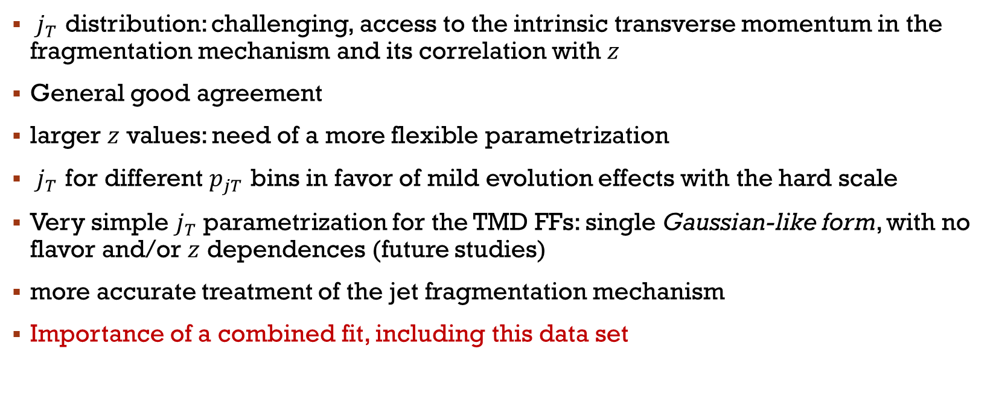 ▪ j_T distribution: challenging, access to the intrinsic transverse momentum in the
fragmentation mechanism and its correlation with z
▪ General good agreement
▪ larger z values: need of a more flexible parametrization
▪ j_T for different p_{jT} bins in favor of mild evolution effects with the hard scale
▪ Very simple j_T parametrization for the TMD FFs: single Gaussian-like form, with no
flavor and/or z dependences (future studies)
▪ more accurate treatment of the jet fragmentation mechanism
▪ Importance of a combined fit, including this data set